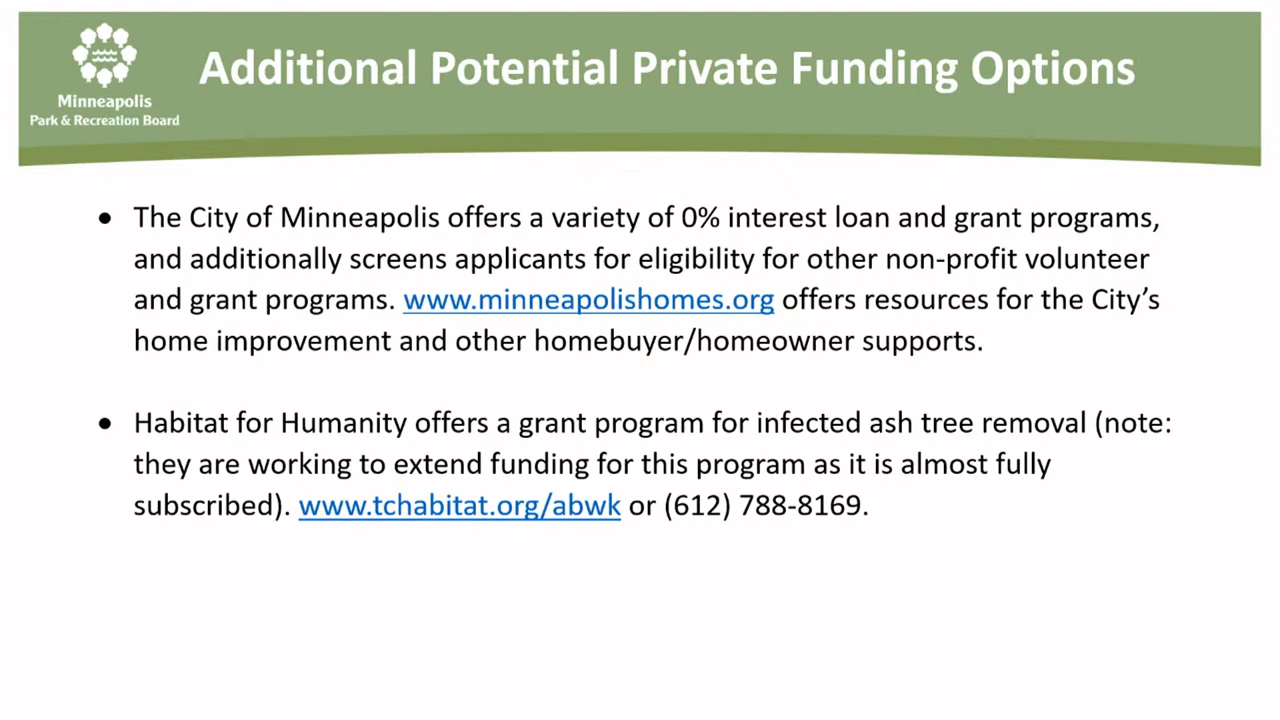 Minneapolis
Park & Recreation Board
Additional Potential Private Funding Options
• The City of Minneapolis offers a variety of 0% interest loan and grant programs,
and additionally screens applicants for eligibility for other non-profit volunteer
and grant programs. www.minneapolishomes.org offers resources for the City’s
home improvement and other homebuyer/homeowner supports.
• Habitat for Humanity offers a grant program for infected ash tree removal (note:
they are working to extend funding for this program as it is almost fully
subscribed). www.tchabitat.org/abwk or (612) 788-8169.